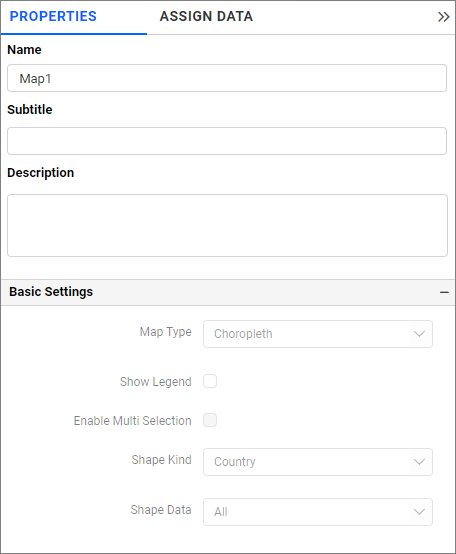 PROPERTIES ASSIGN DATA
Name
Map1
Subtitle
Description
Basic Settings
Map Type Choropleth
Show Legend
Enable Multi Selection
Shape Kind Country
Shape Data All